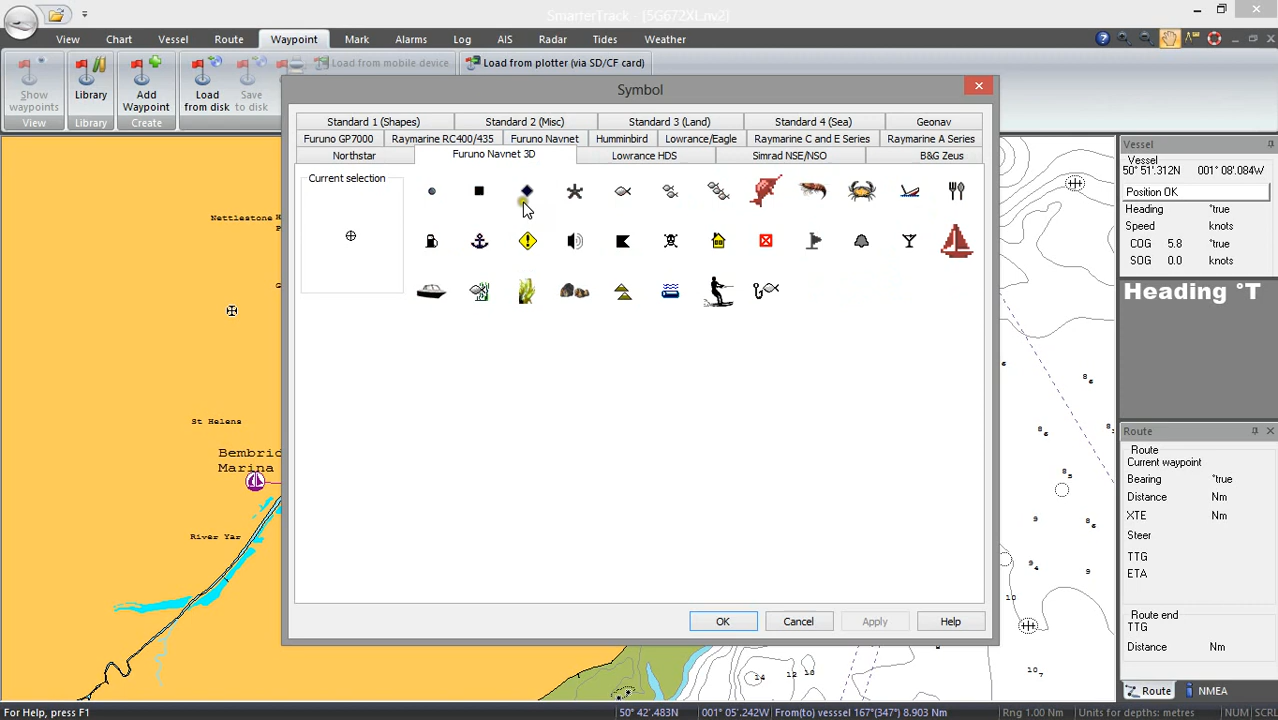 SmarterTrack - (5G672XL.nv2)
View Chart Vessel Route Waypoint Mark Alarms Log AIS Radar Tides Weather
Show waypoints
Library
Add Waypoint
Load from disk
Save to disk
Load from mobile device
Load from plotter (via SD/CF card)
View Library Create
Symbol
Standard 1 (Shapes) Standard 2 (Misc) Standard 3 (Land) Standard 4 (Sea) Geonav
Furuno GP7000 Raymarine RC400/435 Furuno Navnet Humminbird Lowrance/Eagle Raymarine C and E Series Raymarine A Series
Northstar Furuno Navnet 3D Lowrance HDS Simrad NSE/NSO B&G Zeus
Current selection
OK Cancel Apply Help
Nettlestone
St Helens
Bembrid
Marina
River Yar
Vessel
50° 51.312N 001° 08.084W
Position OK
Heading °true
Speed knots
COG 5.8 °true
SOG 0.0 knots
Heading °T
Route
Route
Current waypoint
Bearing °true
Distance Nm
XTE Nm
Steer
TTG
ETA
Route end
TTG
Distance Nm
Route NMEA
For Help, press F1
50° 42.483N 001° 05.242W From(to) vesssel 167°(347°) 8.903 Nm Rng 1.00 Nm Units for depths: metres NUM SCRL